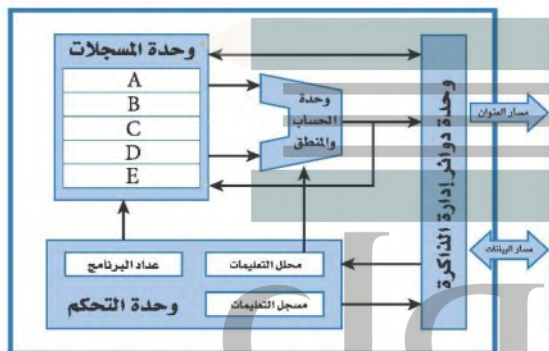 وحدة المسجلات
A
B
C
D
E
وحدة
الحساب
والمنطق
وحدة دوائر إدارة الذاكرة
مسار العنوان
مسار البيانات
عداد البرنامج
محلل التعليمات
مسجل التعليمات
وحدة التحكم